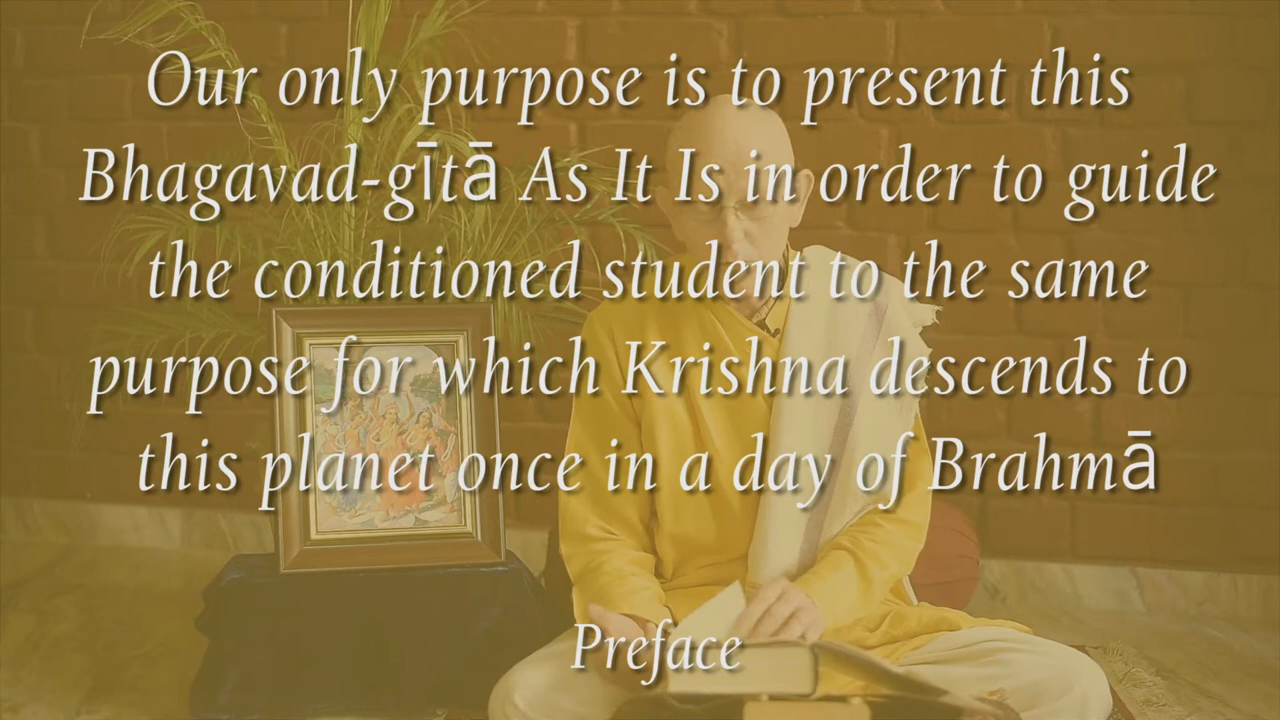 Our only purpose is to present this
Bhagavad-gītā As It Is in order to guide
the conditioned student to the same
purpose for which Krishna descends to
this planet once in a day of Brahmā
Preface